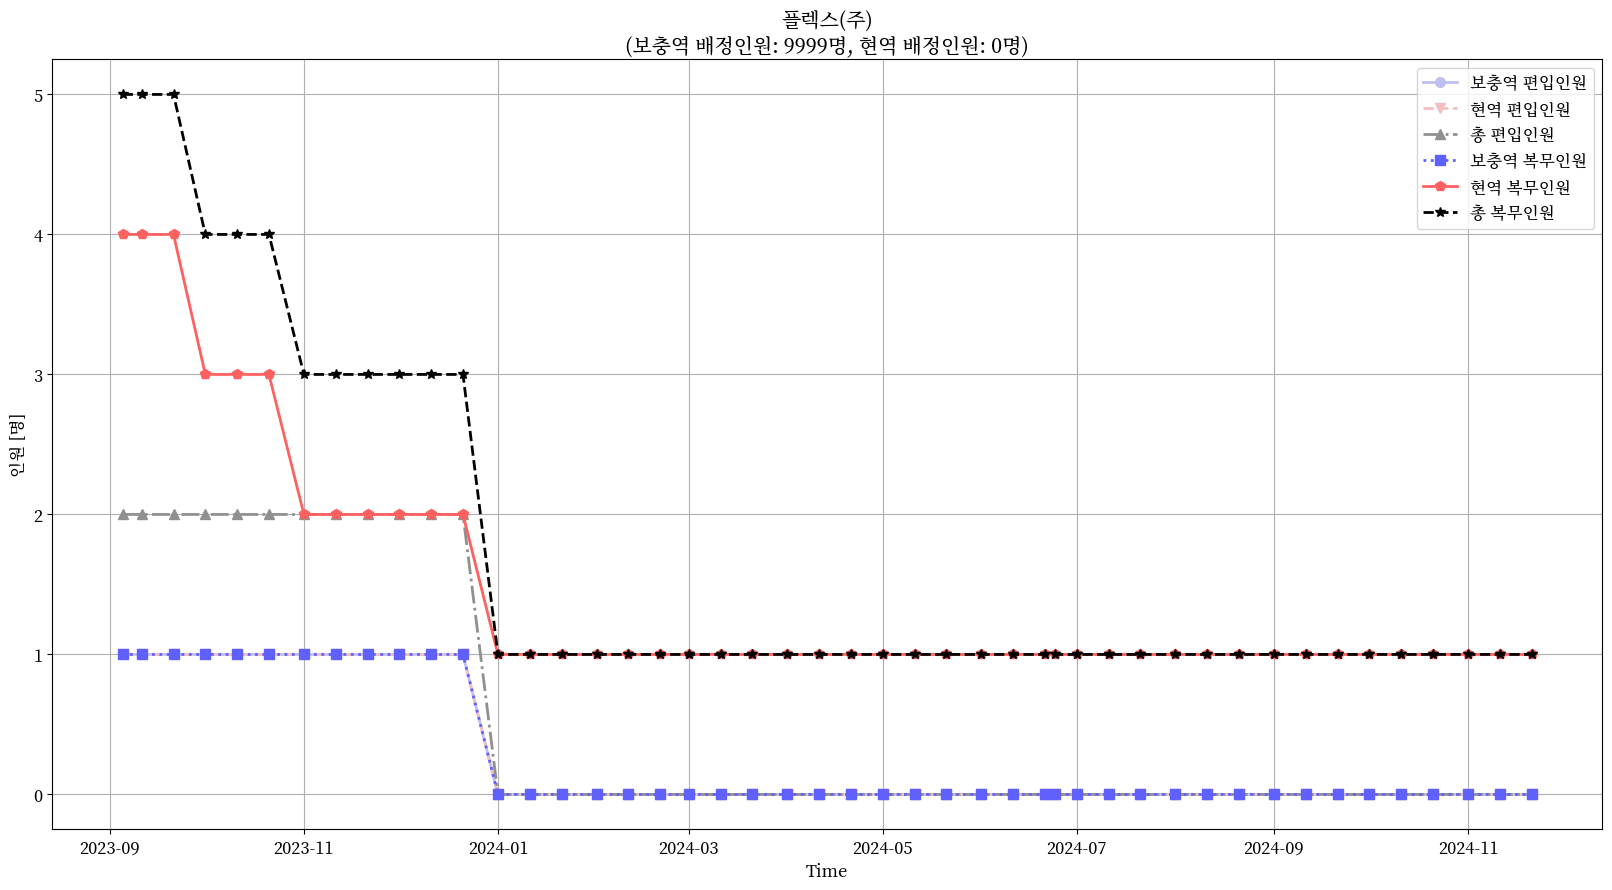 플렉스(주)
(보충역 배정인원: 9999명, 현역 배정인원: 0명)
보충역 편입인원
현역 편입인원
총 편입인원
보충역 복무인원
현역 복무인원
총 복무인원
인원 [명]
5
4
3
2
1
0
2023-09 2023-11 2024-01 2024-03 2024-05 2024-07 2024-09 2024-11
Time